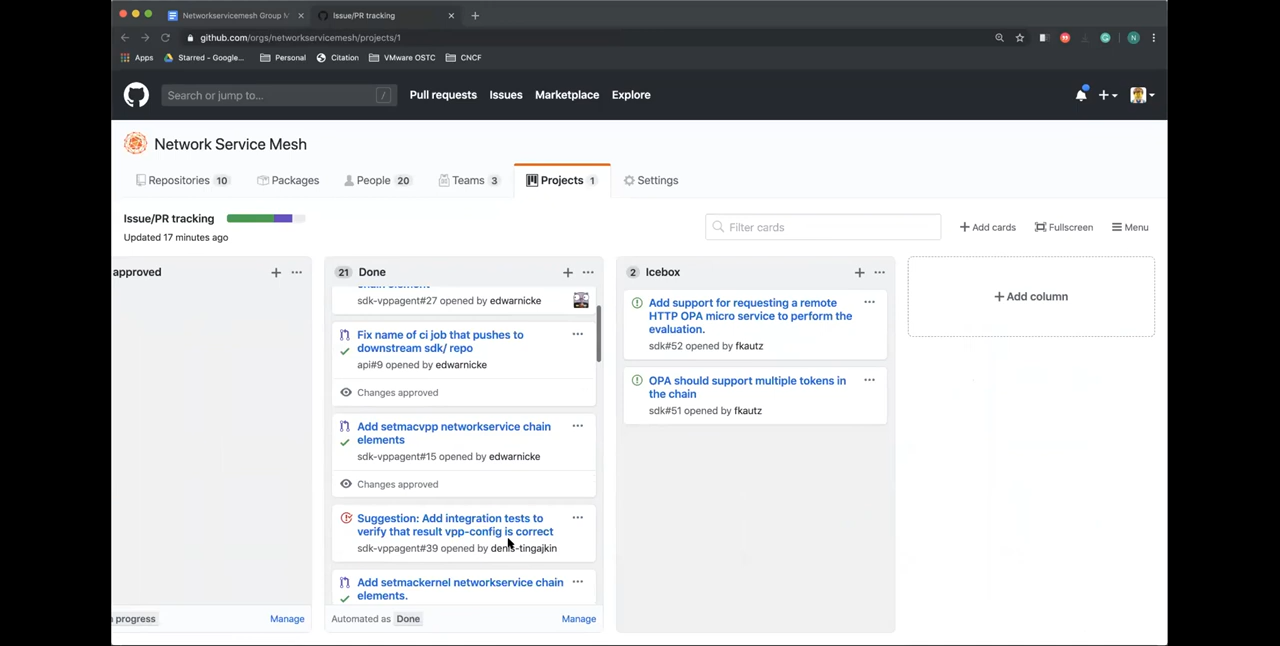 Networkservicemesh Group M
Issue/PR tracking
github.com/orgs/networkservicemesh/projects/1
N
Apps
Starred - Google...
Personal
Citation
VMware OSTC
CNCF
Search or jump to...
/
Pull requests
Issues
Marketplace
Explore
Network Service Mesh
Repositories 10
Packages
People 20
Teams 3
Projects 1
Settings
Issue/PR tracking
Updated 17 minutes ago
Filter cards
Add cards
Fullscreen
Menu
approved
21 Done
sdk-vppagent#27 opened by edwarnicke
Fix name of ci job that pushes to
downstream sdk/ repo
api#9 opened by edwarnicke
Changes approved
Add setmacvpp networkservice chain
elements
sdk-vppagent#15 opened by edwarnicke
Changes approved
Suggestion: Add integration tests to
verify that result vpp-config is correct
sdk-vppagent#39 opened by denis-tingajkin
Add setmackernel networkservice chain
elements.
progress
Manage
Automated as Done
Manage
2 Icebox
Add support for requesting a remote
HTTP OPA micro service to perform the
evaluation.
sdk#52 opened by fkautz
OPA should support multiple tokens in
the chain
sdk#51 opened by fkautz
Add column